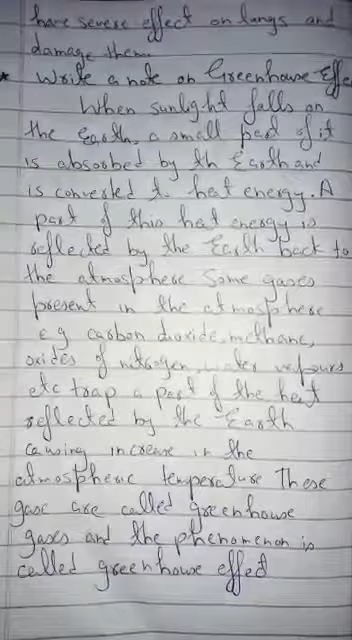 have severe effect on lungs and
damage them.
* Write a note on Greenhouse Effe
When sunlight falls on
the Earth, a small part of it
is absorbed by th Earth and
is converted to heat energy. A
part of this heat energy is
reflected by the Earth back to
the atmosphere Some gases
present in the atmosphere
e.g carbon dioxide, methane,
oxides of nitrogen, water vapours
etc trap a part of the heat
reflected by the Earth
causing increase in the
atmospheric temperature These
gase are called greenhouse
gases and the phenomenon is
called greenhouse effect